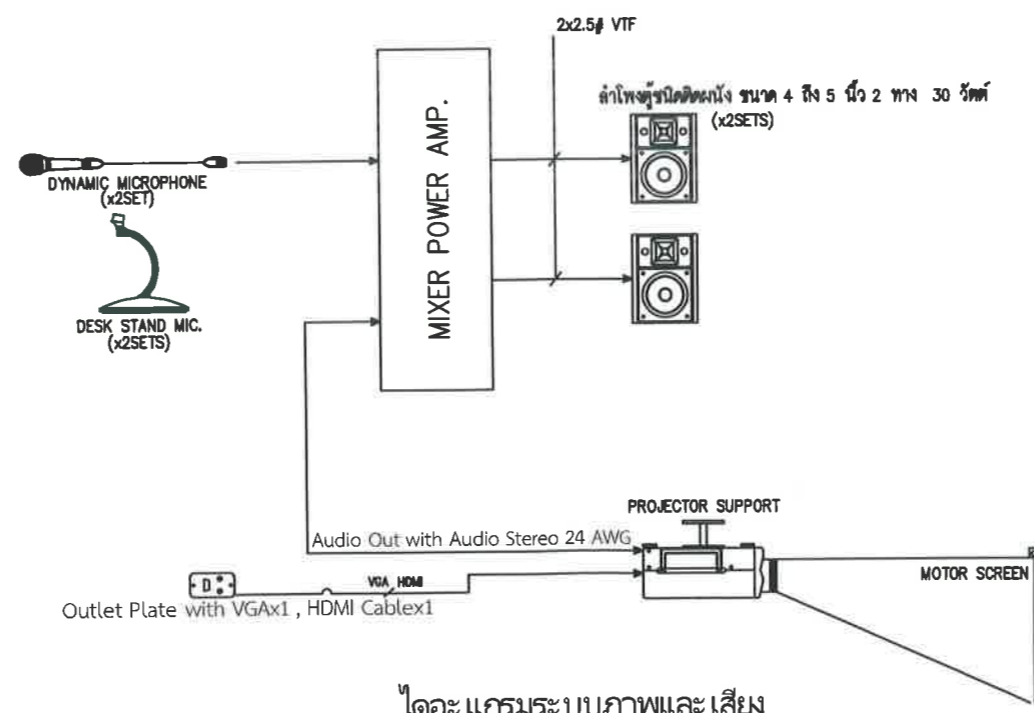 2x2.5# VTF
ลำโพงตู้ชนิดติดผนัง ขนาด 4 ถึง 5 นิ้ว 2 ทาง 30 วัตต์
(x2SETS)
MIXER POWER AMP.
DYNAMIC MICROPHONE
(x2SET)
DESK STAND MIC.
(x2SETS)
PROJECTOR SUPPORT
Audio Out with Audio Stereo 24 AWG
MOTOR SCREEN
D
VGA HDMI
Outlet Plate with VGAx1 , HDMI Cablex1
ไดอะแกรมระบบภาพและเสียง